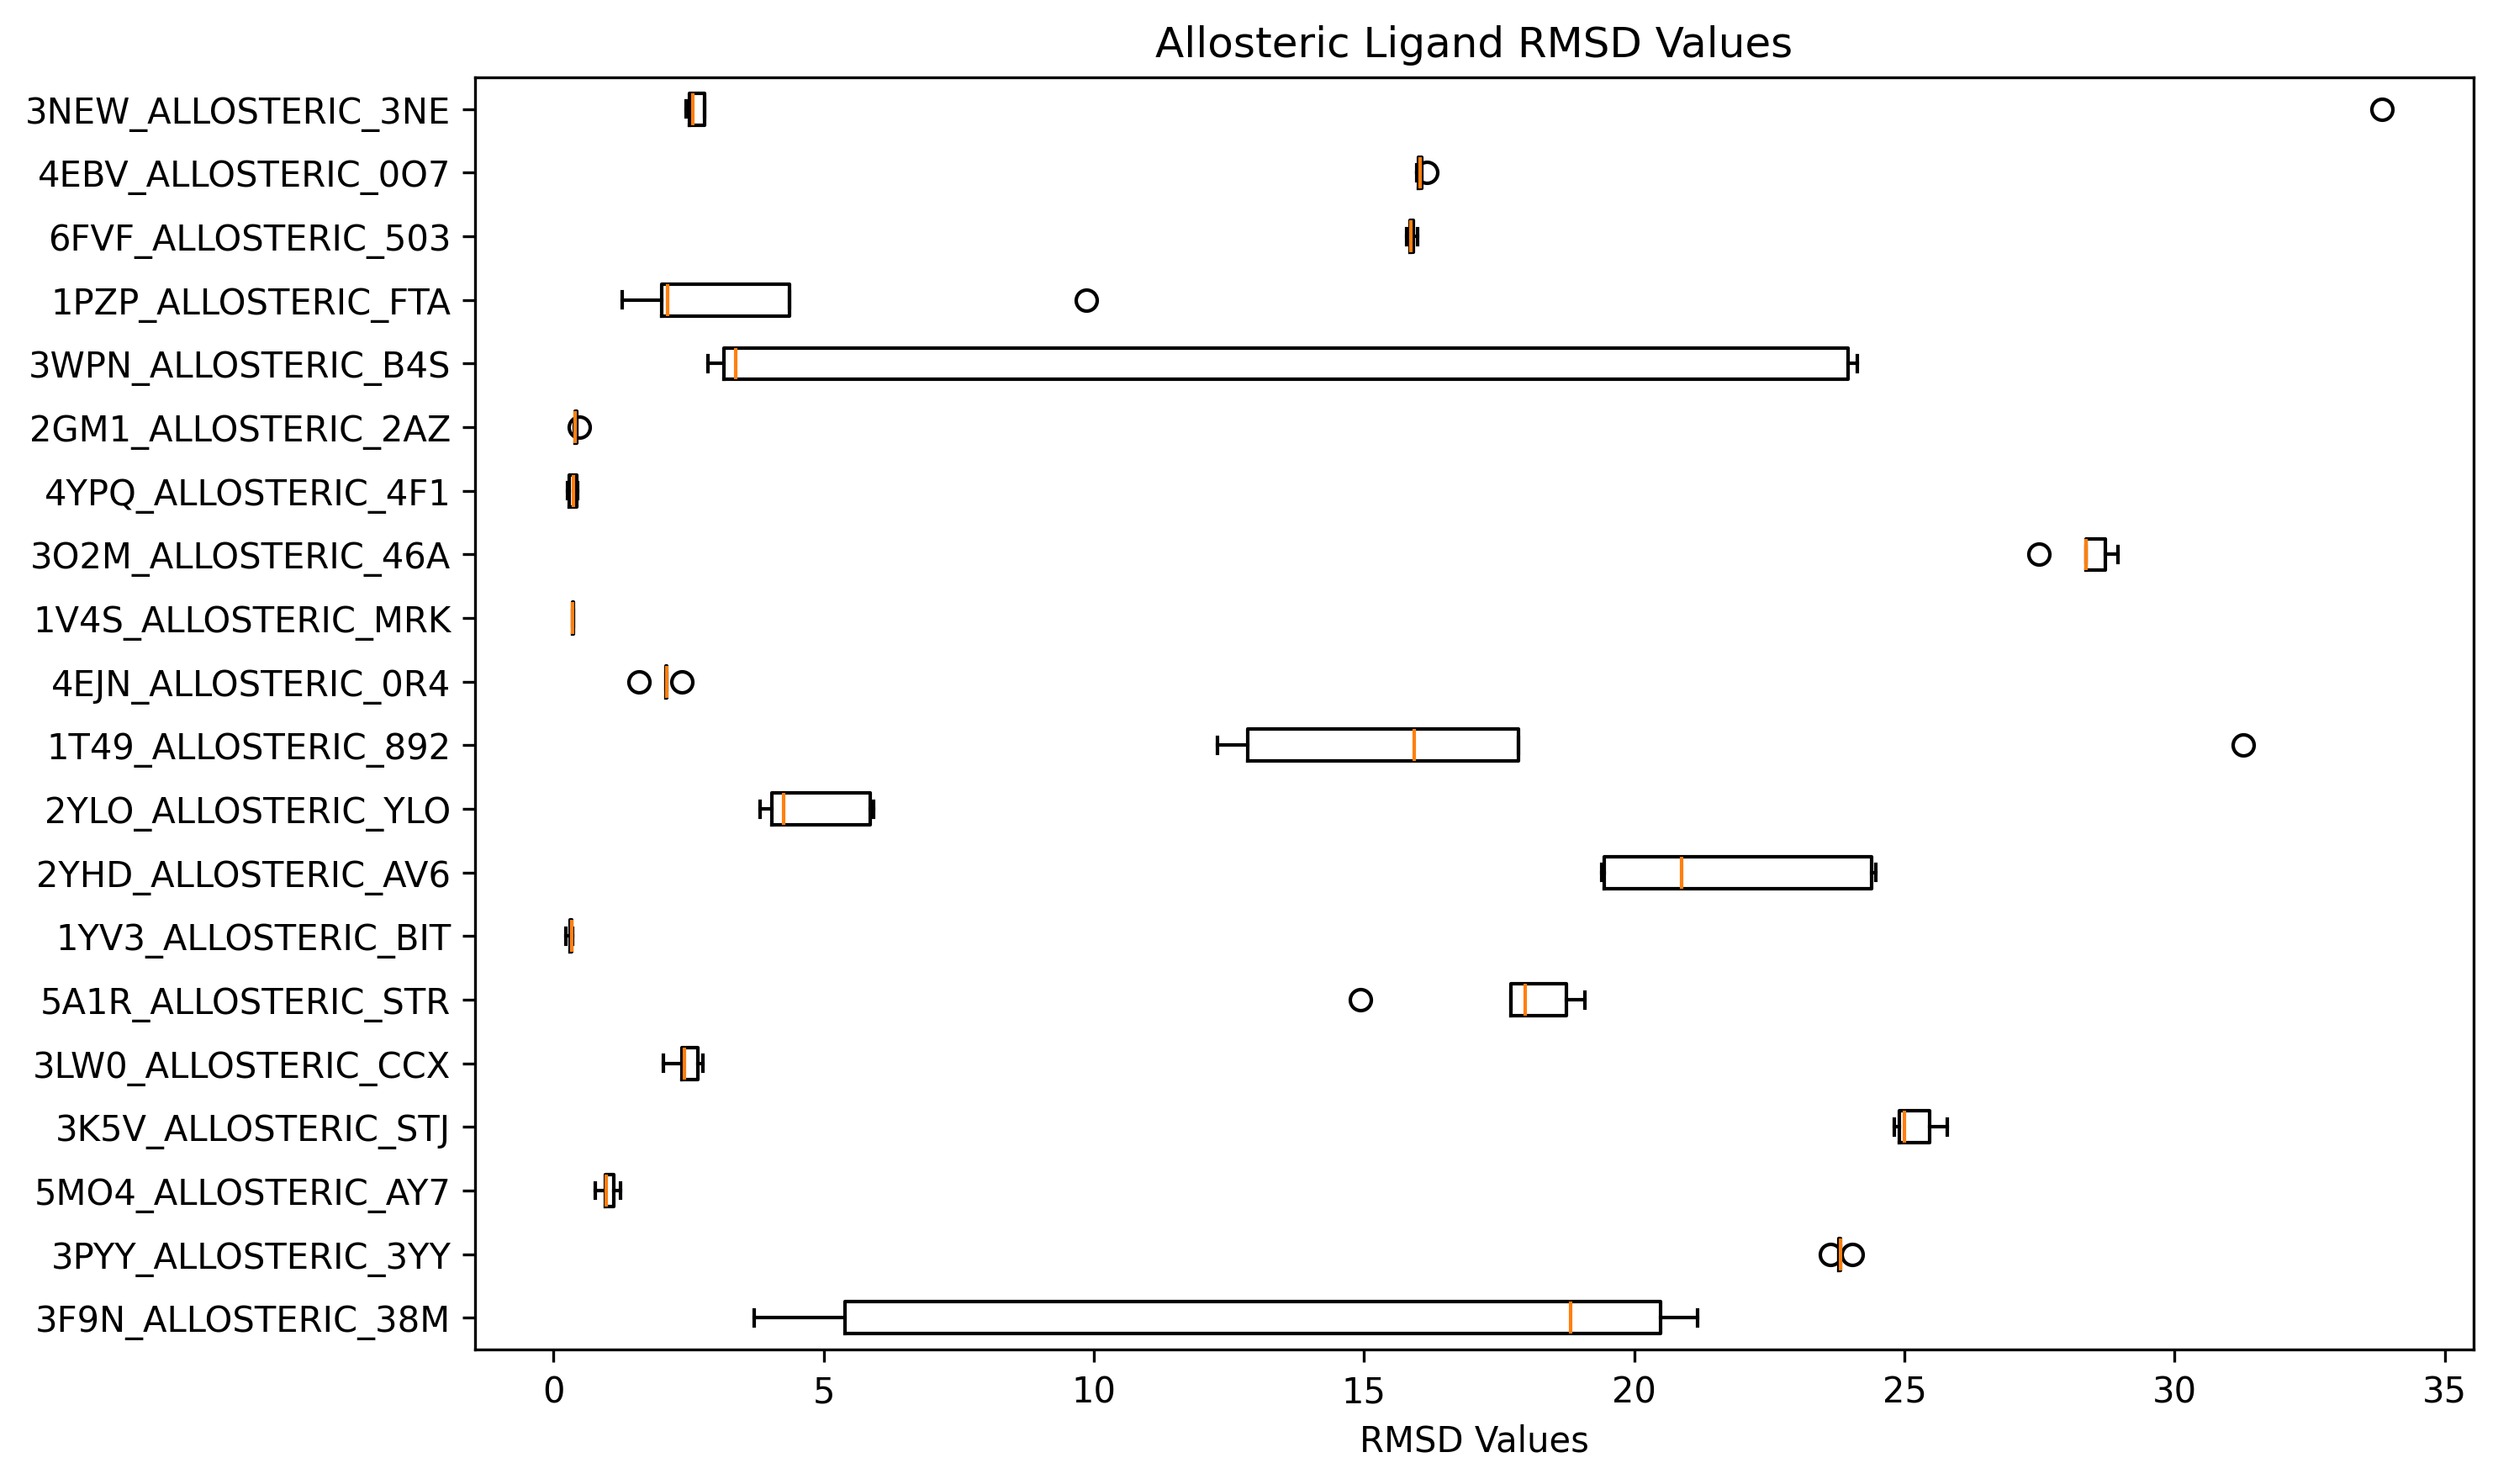 Allosteric Ligand RMSD Values
3NEW_ALLOSTERIC_3NE
4EBV_ALLOSTERIC_0O7
6FVF_ALLOSTERIC_503
1PZP_ALLOSTERIC_FTA
3WPN_ALLOSTERIC_B4S
2GM1_ALLOSTERIC_2AZ
4YPQ_ALLOSTERIC_4F1
3O2M_ALLOSTERIC_46A
1V4S_ALLOSTERIC_MRK
4EJN_ALLOSTERIC_0R4
1T49_ALLOSTERIC_892
2YLO_ALLOSTERIC_YLO
2YHD_ALLOSTERIC_AV6
1YV3_ALLOSTERIC_BIT
5A1R_ALLOSTERIC_STR
3LW0_ALLOSTERIC_CCX
3K5V_ALLOSTERIC_STJ
5MO4_ALLOSTERIC_AY7
3PYY_ALLOSTERIC_3YY
3F9N_ALLOSTERIC_38M
0 5 10 15 20 25 30 35
RMSD Values